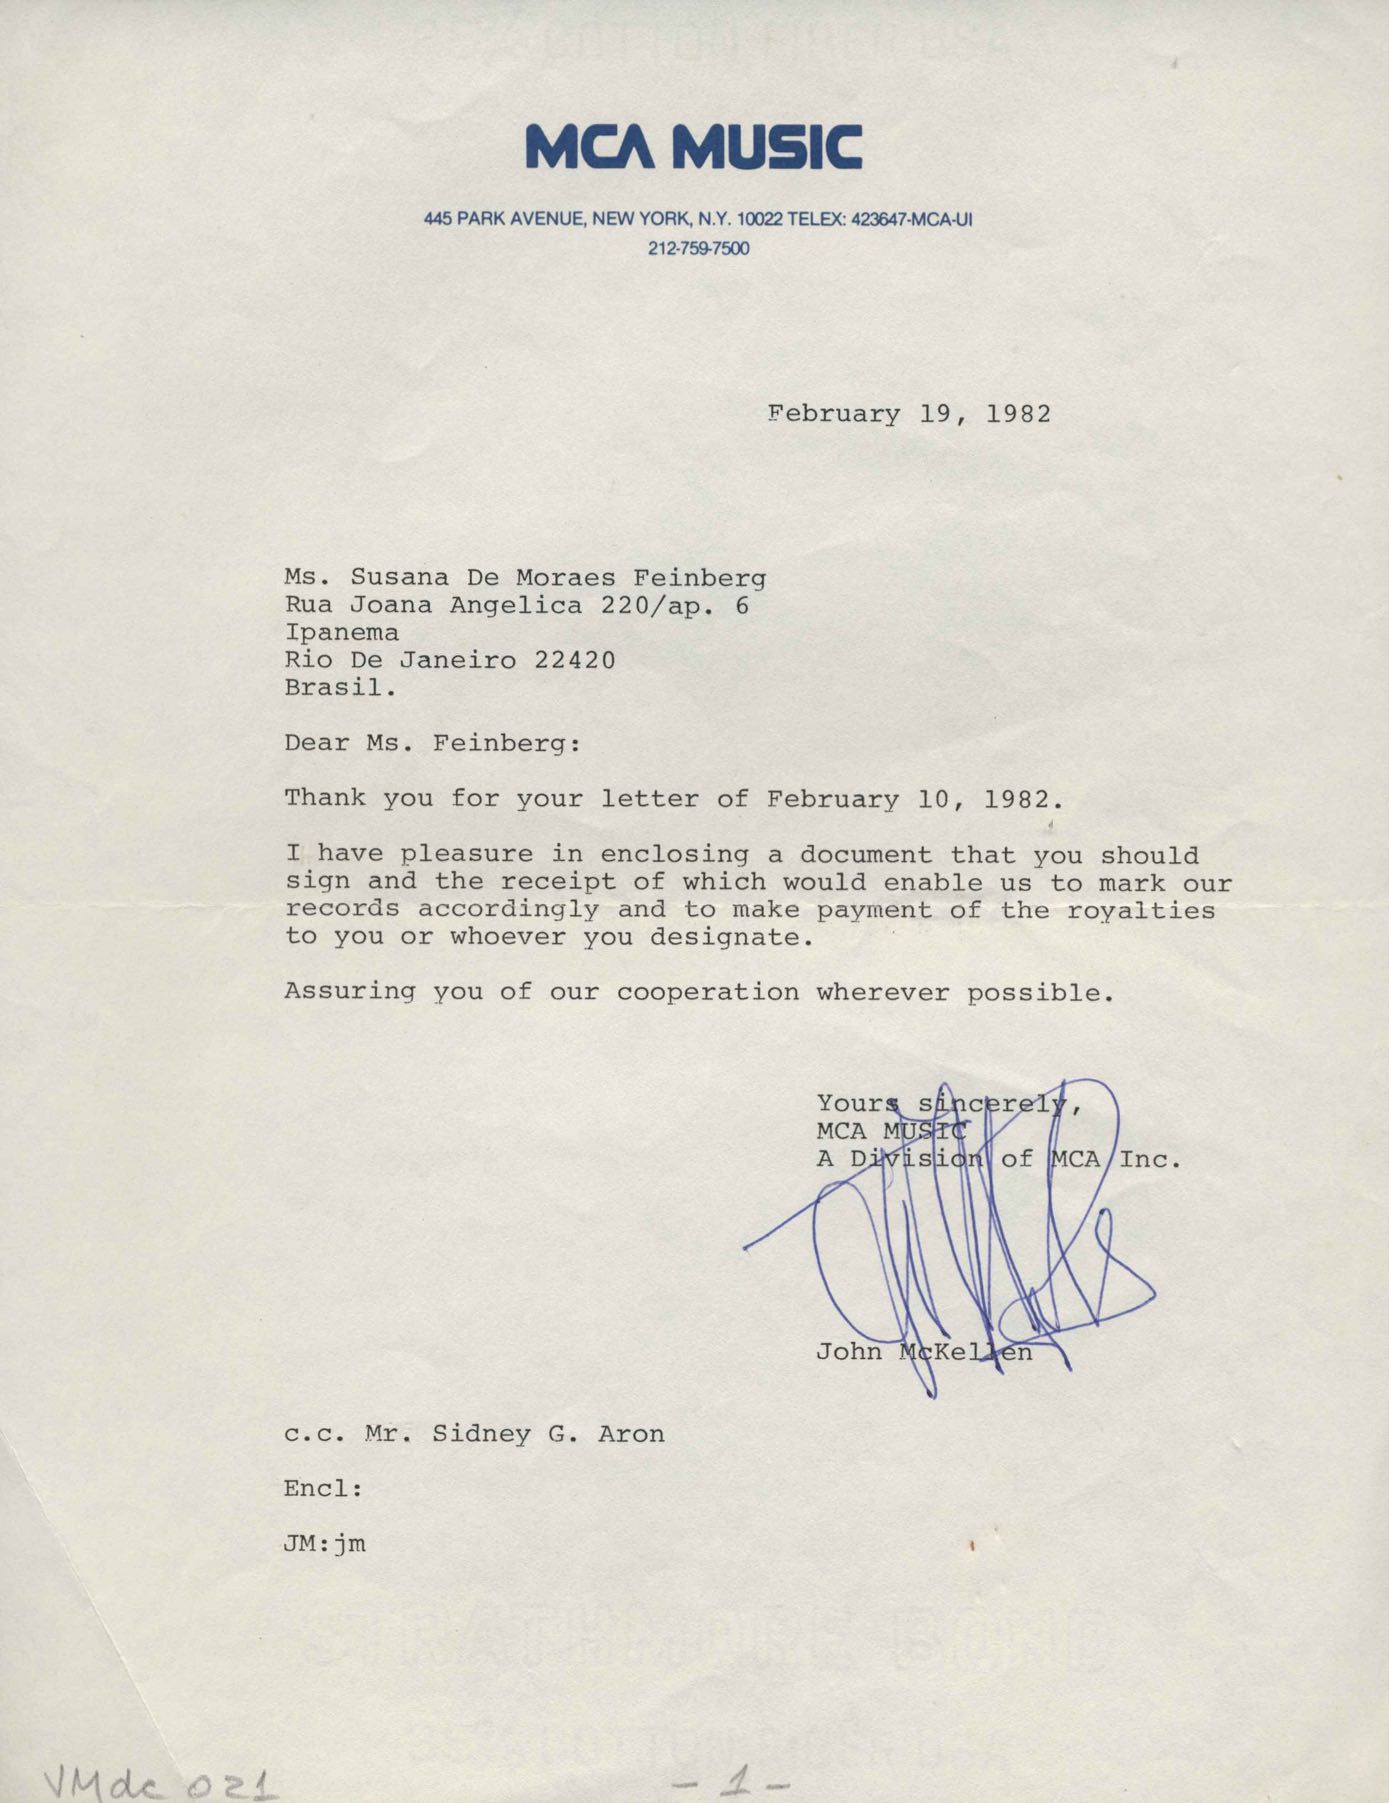 MCA MUSIC
445 PARK AVENUE, NEW YORK, N.Y. 10022 TELEX: 423647-MCA-UI
212-759-7500
February 19, 1982
Ms. Susana De Moraes Feinberg
Rua Joana Angelica 220/ap. 6
Ipanema
Rio De Janeiro 22420
Brasil.
Dear Ms. Feinberg:
Thank you for your letter of February 10, 1982.
I have pleasure in enclosing a document that you should
sign and the receipt of which would enable us to mark our
records accordingly and to make payment of the royalties
to you or whoever you designate.
Assuring you of our cooperation wherever possible.
Yours sincerely,
MCA MUSIC
A Division of MCA Inc.
John McKellen
c.c. Mr. Sidney G. Aron
Encl:
JM:jm
VMdc 021
- 1 -